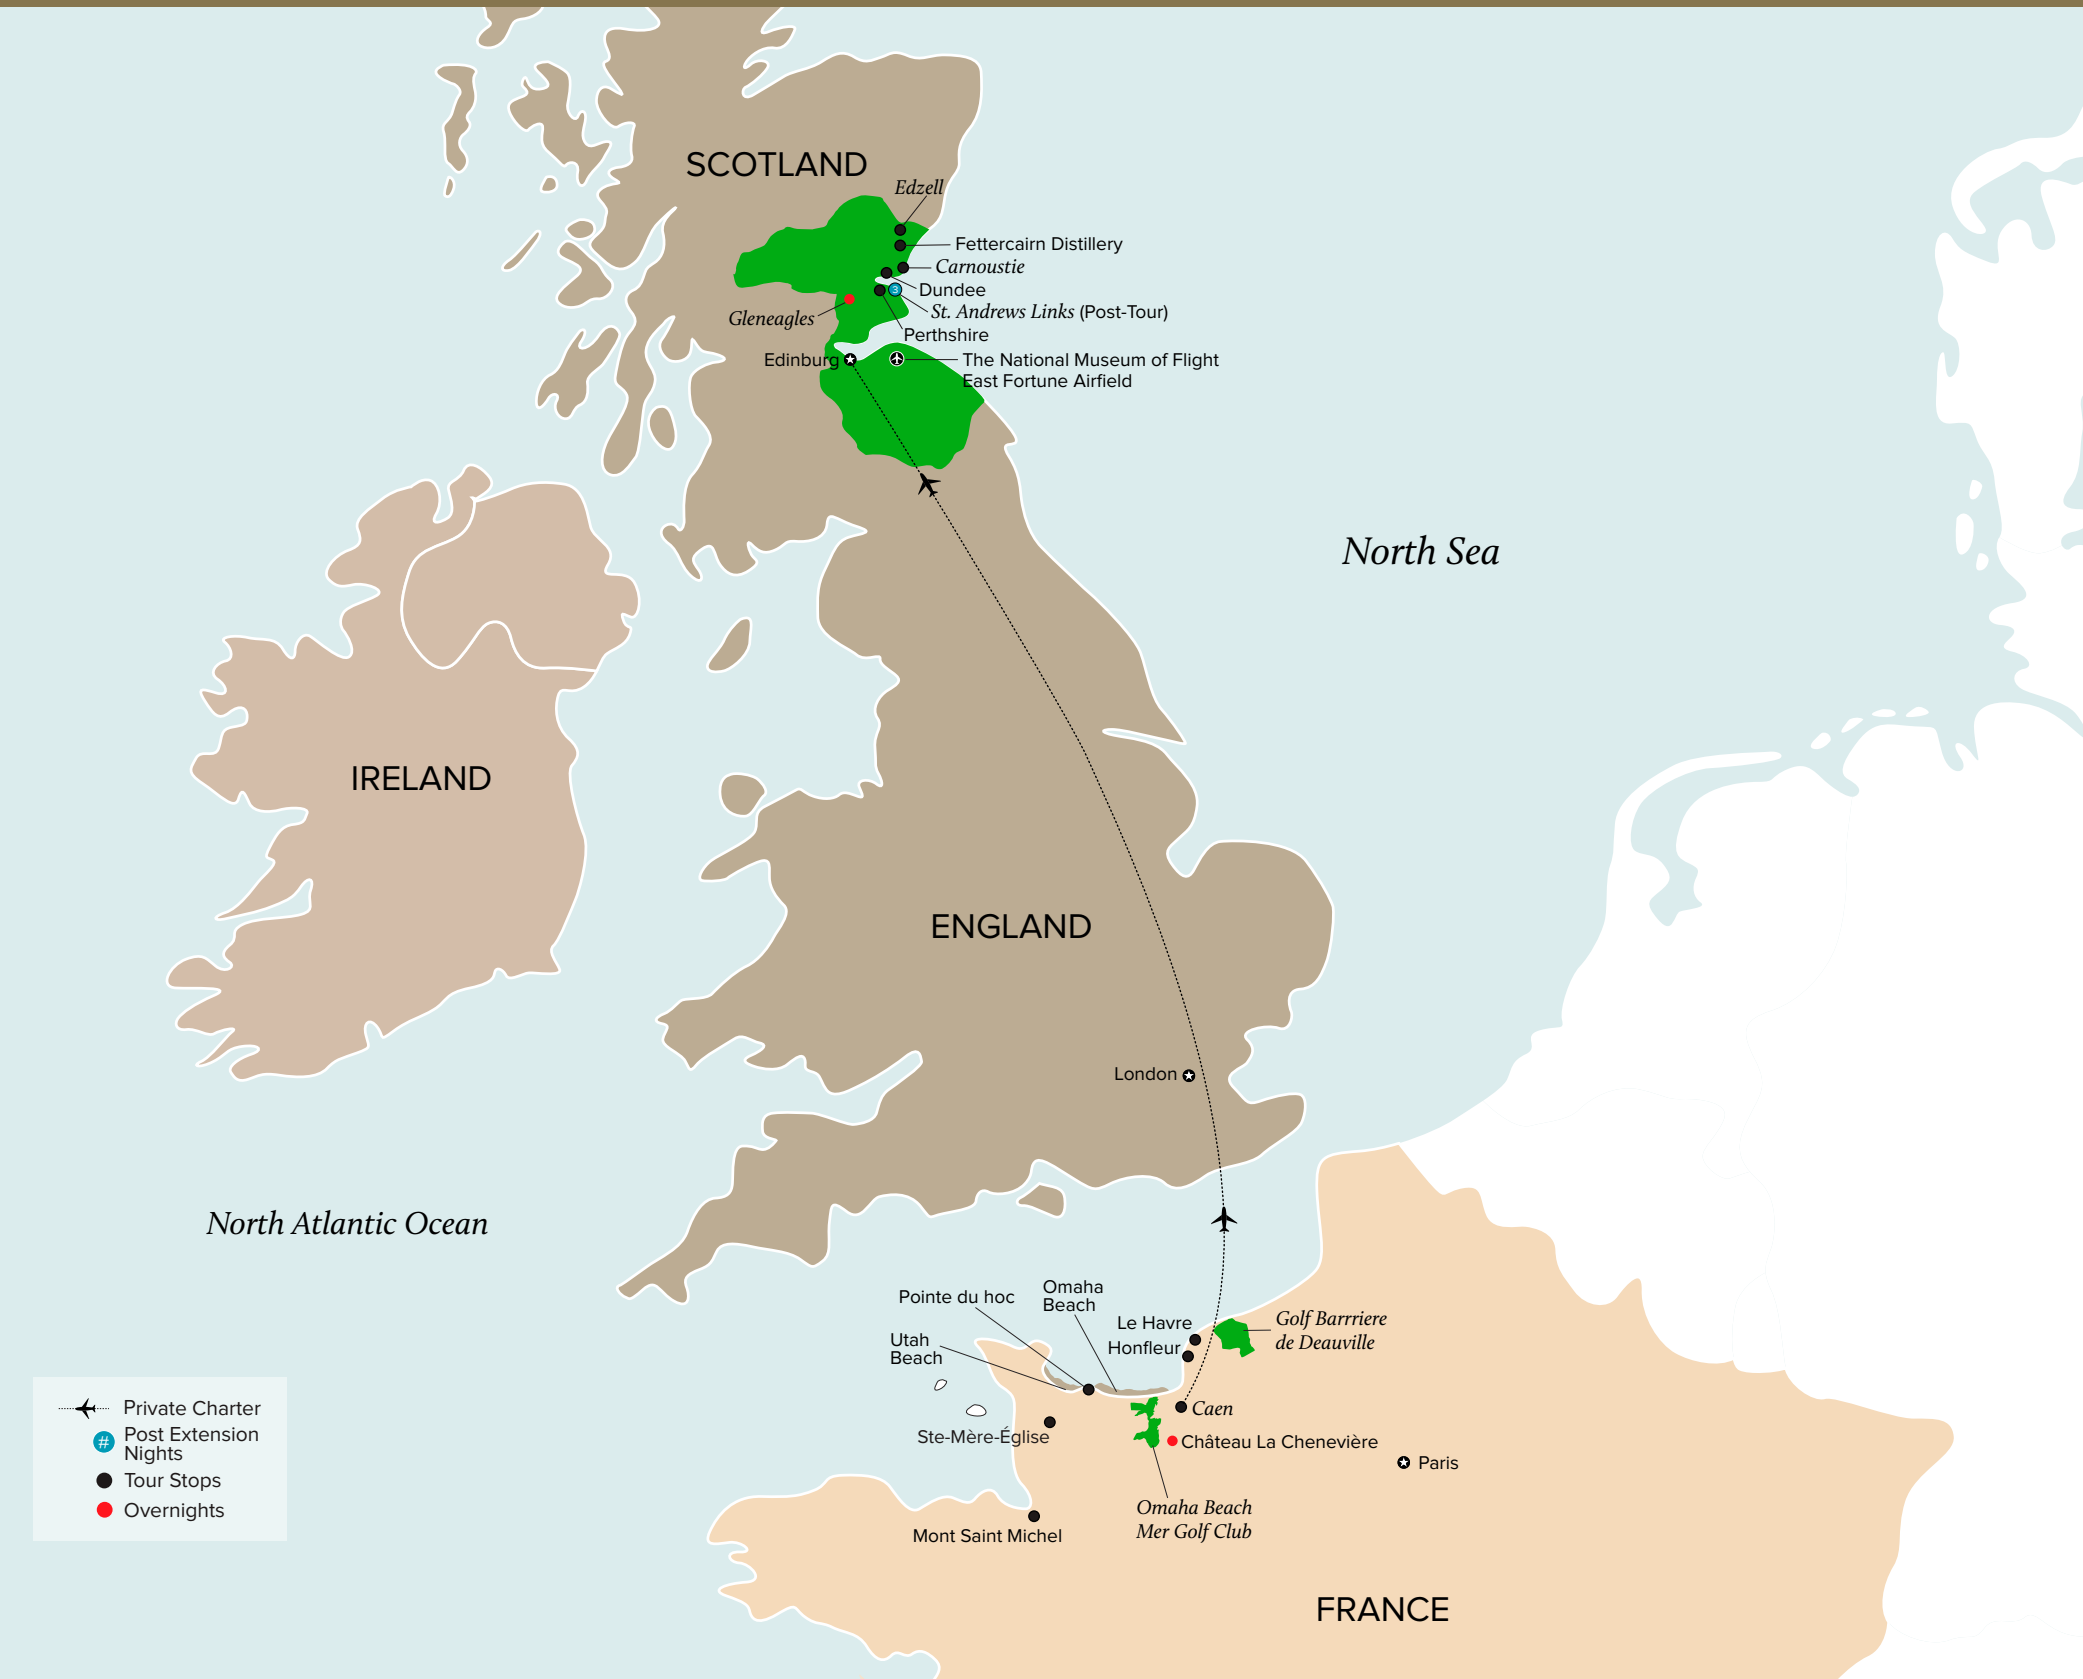 SCOTLAND
Edzell
Fettercairn Distillery
Carnoustie
Dundee
3
St. Andrews Links (Post-Tour)
Gleneagles
Perthshire
Edinburg
The National Museum of Flight
East Fortune Airfield
North Sea
IRELAND
ENGLAND
London
North Atlantic Ocean
Pointe du hoc
Omaha
Beach
Le Havre
Honfleur
Golf Barrriere
de Deauville
Utah
Beach
Caen
Ste-Mère-Église
Château La Chenevière
Paris
Omaha Beach
Mer Golf Club
Mont Saint Michel
FRANCE
Private Charter
#
Post Extension
Nights
Tour Stops
Overnights